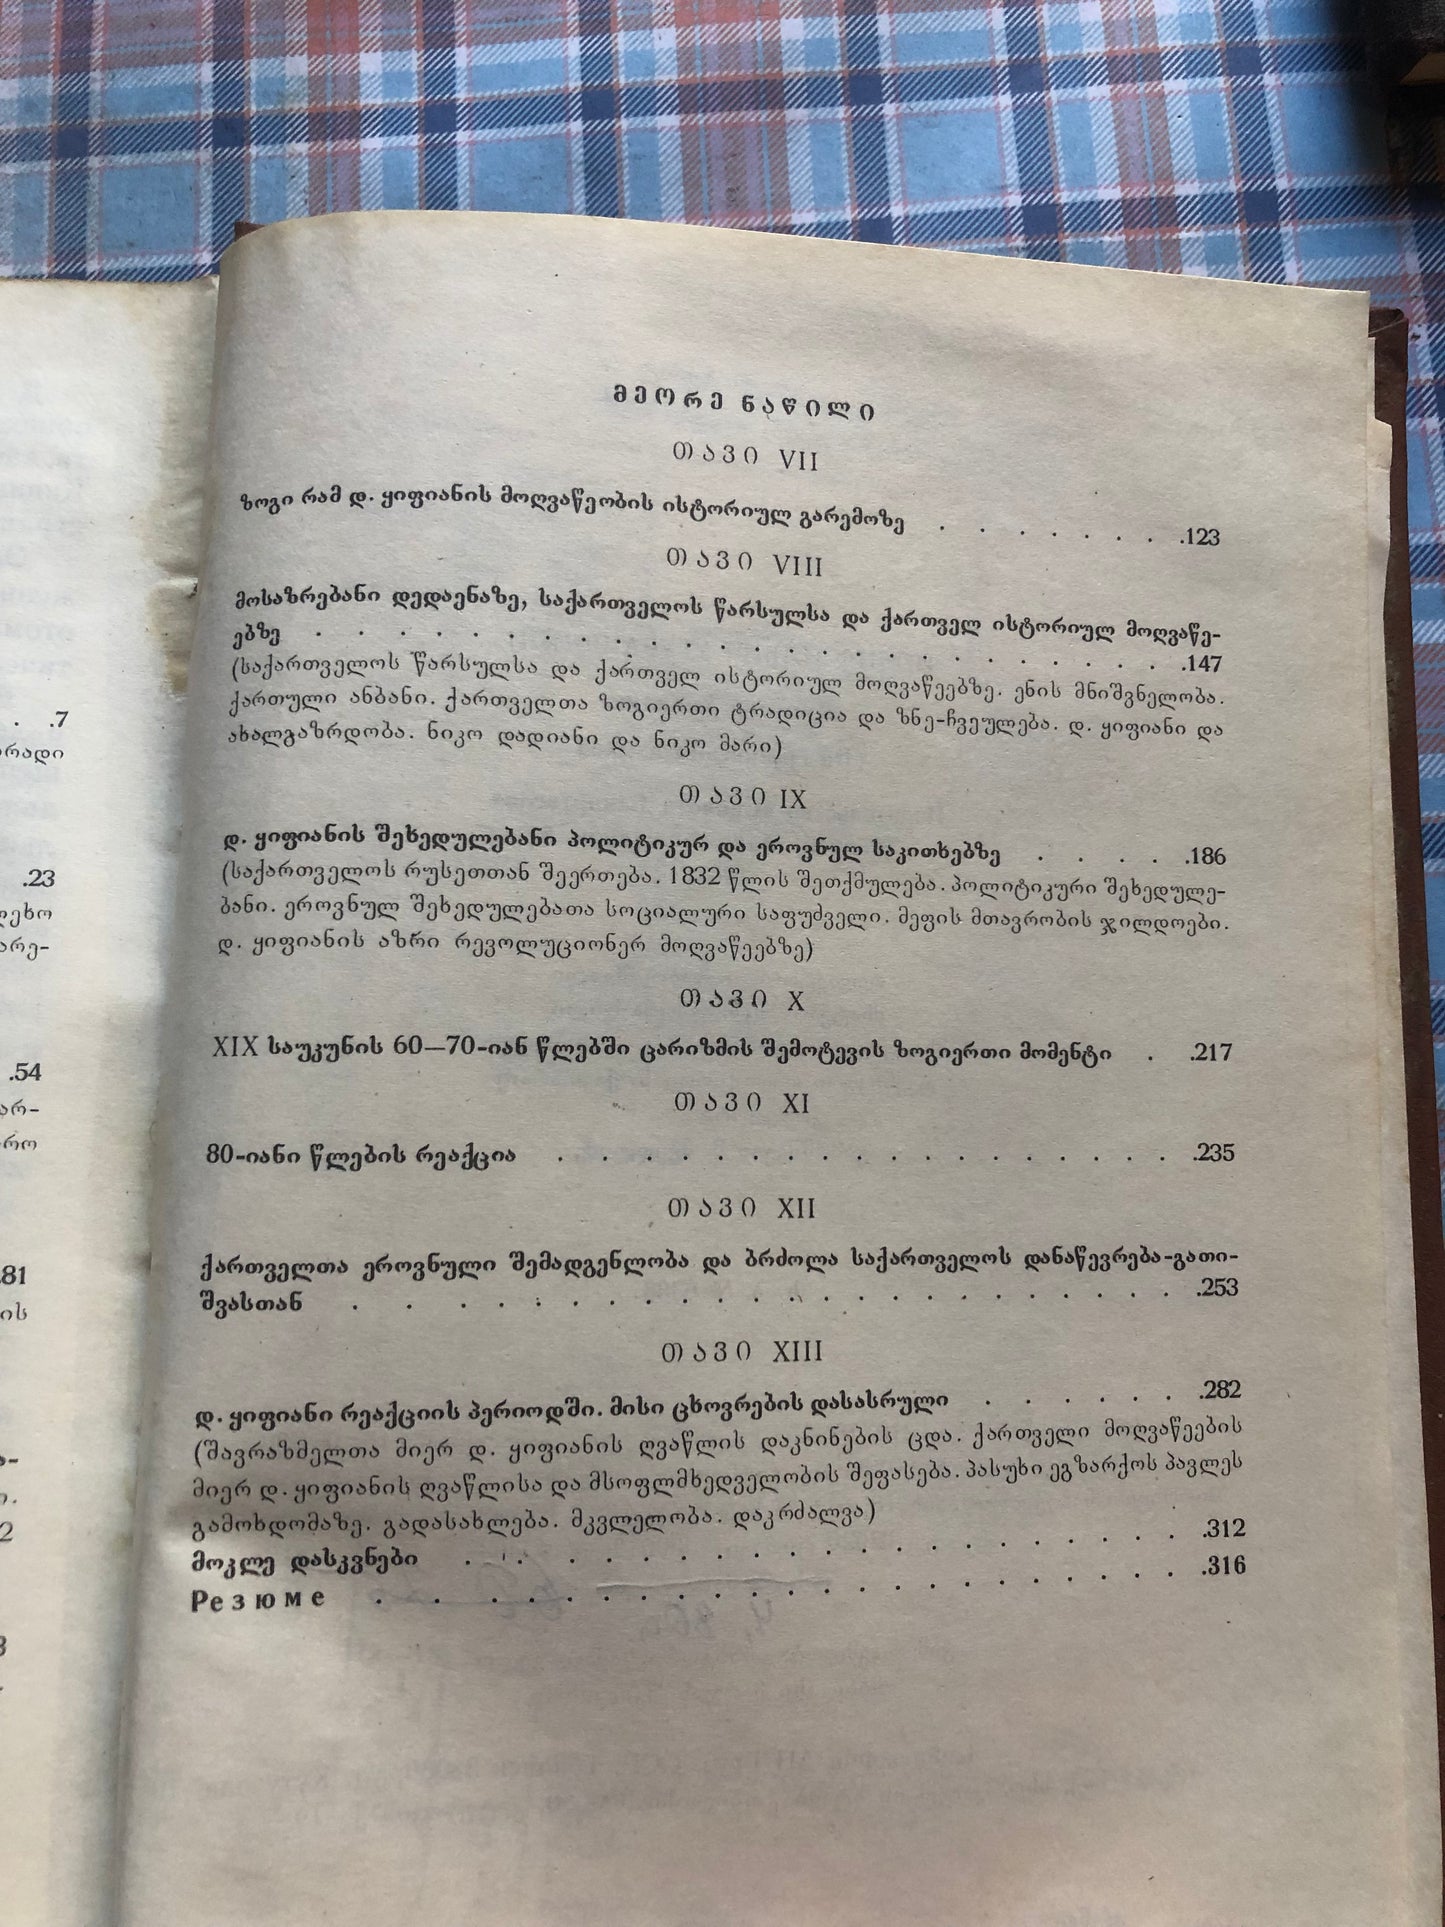 .7
.23
.54
მეორე ნაწილი
თავი VII
ზოგი რამ დ. ყიფიანის მოღვაწეობის ისტორიულ გარემოზე . . . . . . .123
თავი VIII
მოსაზრებანი დედაენაზე, საქართველოს წარსულსა და ქართველ ისტორიულ მოღვაწე-
ებზე . . . . . . . . . . . . . . . . . . . .147
(საქართველოს წარსულსა და ქართველ ისტორიულ მოღვაწეებზე. ენის მნიშვნელობა.
ქართული ანბანი. ქართველთა ზოგიერთი ტრადიცია და ზნე-ჩვეულება. დ. ყიფიანი და
ახალგაზრდობა. ნიკო დადიანი და ნიკო მარი)
თავი IX
დ. ყიფიანის შეხედულებანი პოლიტიკურ და ეროვნულ საკითხებზე . . . . .186
(საქართველოს რუსეთთან შეერთება. 1832 წლის შეთქმულება. პოლიტიკური შეხედულე-
ბანი. ეროვნულ შეხედულებათა სოციალური საფუძველი. მეფის მთავრობის ჯილდოები.
დ. ყიფიანის აზრი რევოლუციონერ მოღვაწეებზე)
თავი X
XIX საუკუნის 60—70-იან წლებში ცარიზმის შემოტევის ზოგიერთი მომენტი . .217
თავი XI
80-იანი წლების რეაქცია . . . . . . . . . . . . . . .235
თავი XII
ქართველთა ეროვნული შემადგენლობა და ბრძოლა საქართველოს დანაწევრება-გათი-
შვასთან . . . . . . . . . . . . . . . . . . .253
თავი XIII
დ. ყიფიანი რეაქციის პერიოდში. მისი ცხოვრების დასასრული . . . . . .282
(შავრაზმელთა მიერ დ. ყიფიანის ღვაწლის დაკნინების ცდა. ქართველი მოღვაწეების
მიერ დ. ყიფიანის ღვაწლისა და მსოფლმხედველობის შეფასება. პასუხი ეგზარქოს პავლეს
გამოხდომაზე. გადასახლება. მკვლელობა. დაკრძალვა)
მოკლე დასკვნები . . . . . . . . . . . . . . . . .312
Резюме . . . . . . . . . . . . . . . . . . .316